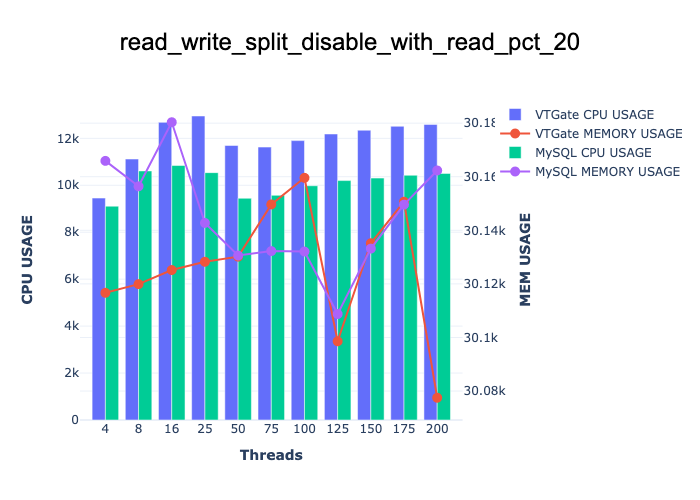 read_write_split_disable_with_read_pct_20
VTGate CPU USAGE
VTGate MEMORY USAGE
MySQL CPU USAGE
MySQL MEMORY USAGE
CPU USAGE
12k
10k
8k
6k
4k
2k
0
30.18
30.16
30.14k
30.12k
30.1k
30.08k
MEM USAGE
4 8 16 25 50 75 100 125 150 175 200
Threads